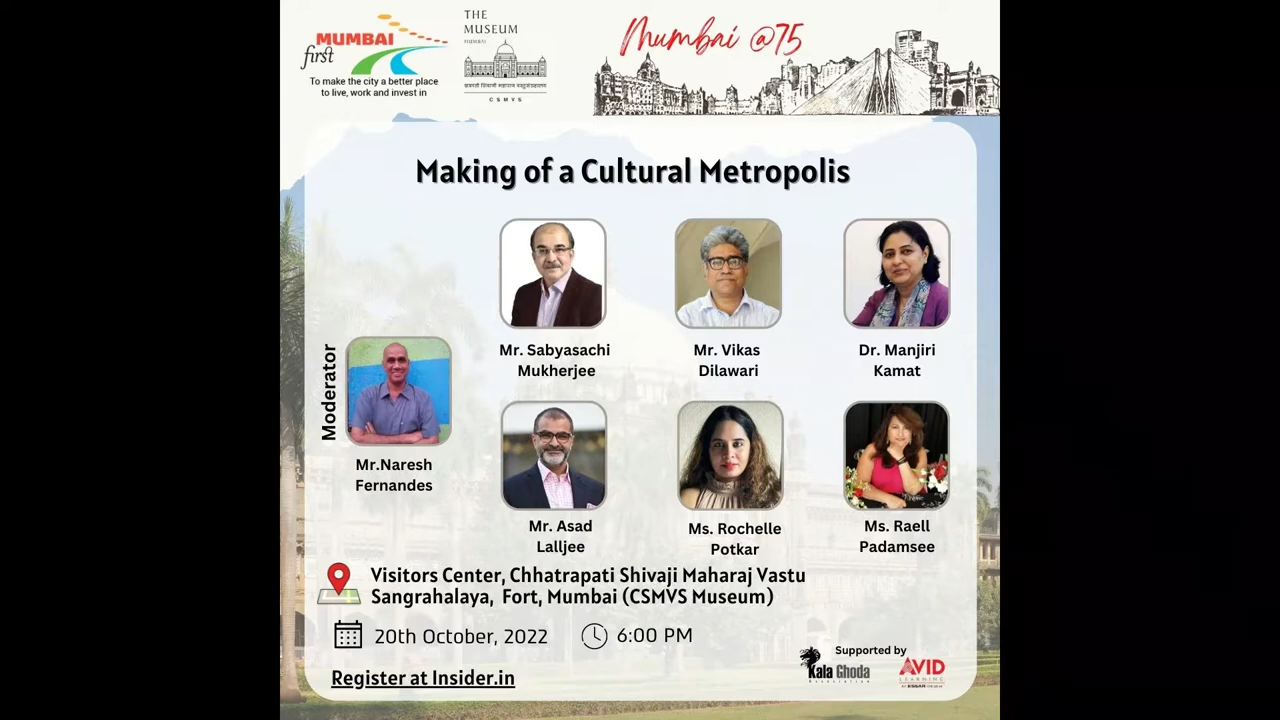 MUMBAI
first
To make the city a better place
to live, work and invest in
THE
MUSEUM
MUMBAI
CSMVS
Mumbai @75
Making of a Cultural Metropolis
Mr. Sabyasachi
Mukherjee
Mr. Vikas
Dilawari
Dr. Manjiri
Kamat
Moderator
Mr.Naresh
Fernandes
Mr. Asad
Lalljee
Ms. Rochelle
Potkar
Ms. Raell
Padamsee
Visitors Center, Chhatrapati Shivaji Maharaj Vastu
Sangrahalaya, Fort, Mumbai (CSMVS Museum)
20th October, 2022
6:00 PM
Register at Insider.in
Supported by
Kala Ghoda
Association
AVID
LEARNING